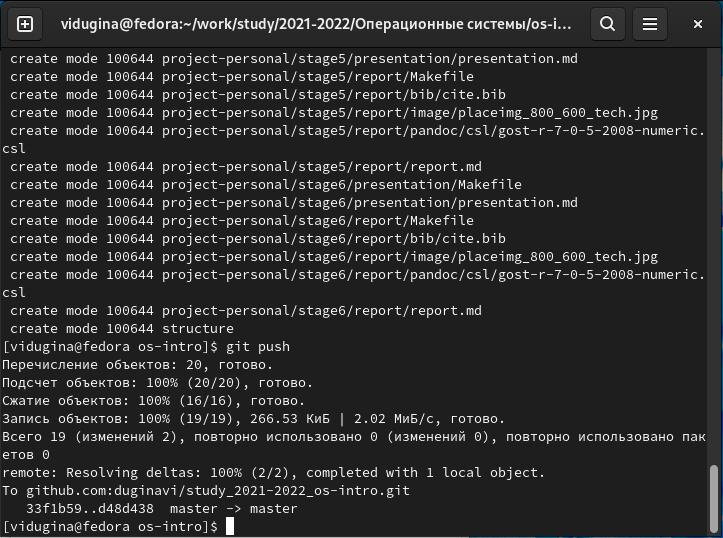 vidugina@fedora:~/work/study/2021-2022/Операционные системы/os-i...
create mode 100644 project-personal/stage5/presentation/presentation.md
create mode 100644 project-personal/stage5/report/Makefile
create mode 100644 project-personal/stage5/report/bib/cite.bib
create mode 100644 project-personal/stage5/report/image/placeimg_800_600_tech.jpg
create mode 100644 project-personal/stage5/report/pandoc/csl/gost-r-7-0-5-2008-numeric.
csl
create mode 100644 project-personal/stage5/report/report.md
create mode 100644 project-personal/stage6/presentation/Makefile
create mode 100644 project-personal/stage6/presentation/presentation.md
create mode 100644 project-personal/stage6/report/Makefile
create mode 100644 project-personal/stage6/report/bib/cite.bib
create mode 100644 project-personal/stage6/report/image/placeimg_800_600_tech.jpg
create mode 100644 project-personal/stage6/report/pandoc/csl/gost-r-7-0-5-2008-numeric.
csl
create mode 100644 project-personal/stage6/report/report.md
create mode 100644 structure
[vidugina@fedora os-intro]$ git push
Перечисление объектов: 20, готово.
Подсчет объектов: 100% (20/20), готово.
Сжатие объектов: 100% (16/16), готово.
Запись объектов: 100% (19/19), 266.53 КиБ | 2.02 МиБ/с, готово.
Всего 19 (изменений 2), повторно использовано 0 (изменений 0), повторно использовано пак
етов 0
remote: Resolving deltas: 100% (2/2), completed with 1 local object.
To github.com:duginavi/study_2021-2022_os-intro.git
33f1b59..d48d438  master -> master
[vidugina@fedora os-intro]$